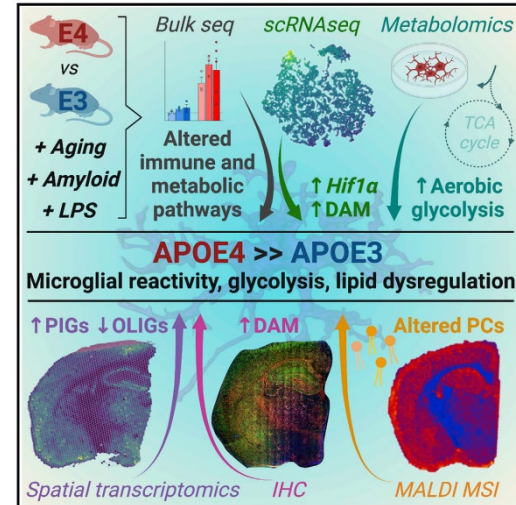 E4
vs
E3
+ Aging
+ Amyloid
+ LPS
Bulk seq
Altered
immune and
metabolic
pathways
scRNAseq
↑ Hif1α
↑ DAM
Metabolomics
TCA
cycle
↑ Aerobic
glycolysis
APOE4 >> APOE3
Microglial reactivity, glycolysis, lipid dysregulation
↑PIGs ↓OLIGs
↑DAM
Altered PCs
Spatial transcriptomics
IHC
MALDI MSI